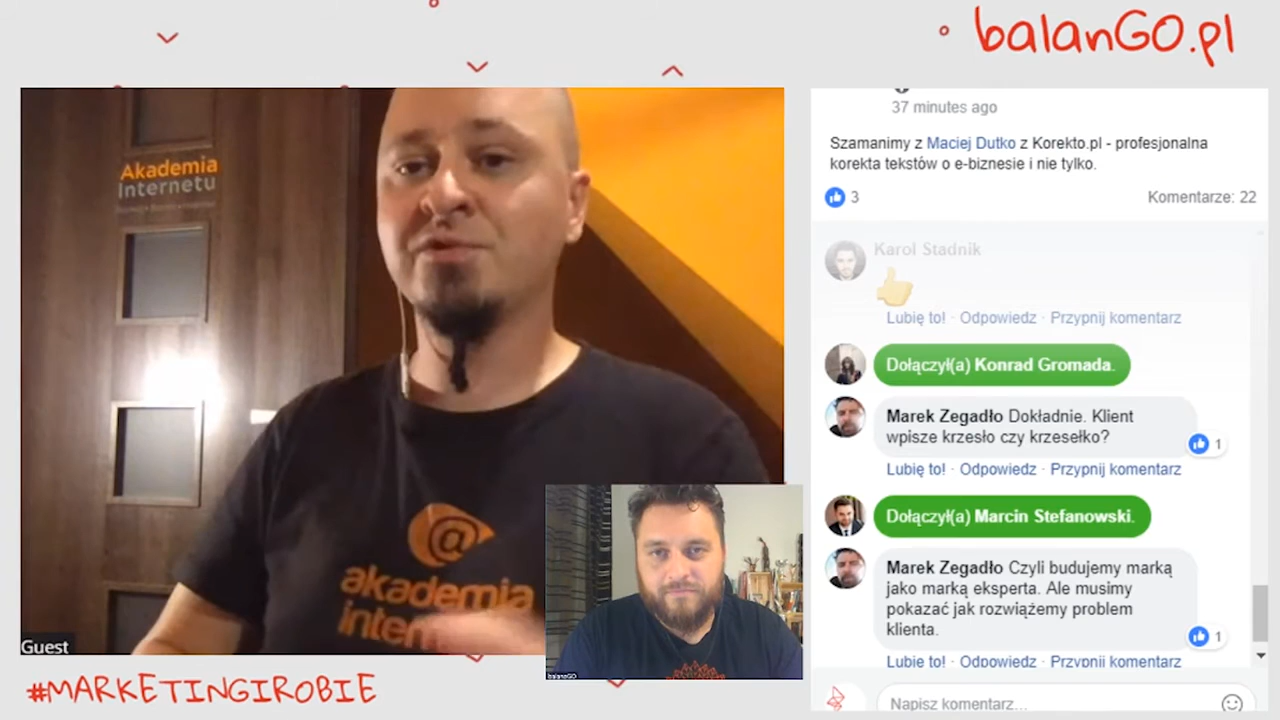 balanGO.pl
Akademia
Internetu
@
akademia
Guest
balanaGO
#MARKETINGIROBIE
37 minutes ago
Szamanimy z Maciej Dutko z Korekto.pl - profesjonalna
korekta tekstów o e-biznesie i nie tylko.
3
Komentarze: 22
Karol Stadnik
Lubię to! · Odpowiedz · Przypnij komentarz
Dołączył(a) Konrad Gromada.
Marek Zegadło Dokładnie. Klient
wpisze krzesło czy krzesełko?
1
Lubię to! · Odpowiedz · Przypnij komentarz
Dołączył(a) Marcin Stefanowski.
Marek Zegadło Czyli budujemy marką
jako marką eksperta. Ale musimy
pokazać jak rozwiążemy problem
klienta.
1
Lubię to! · Odpowiedz · Przypnij komentarz
Napisz komentarz...